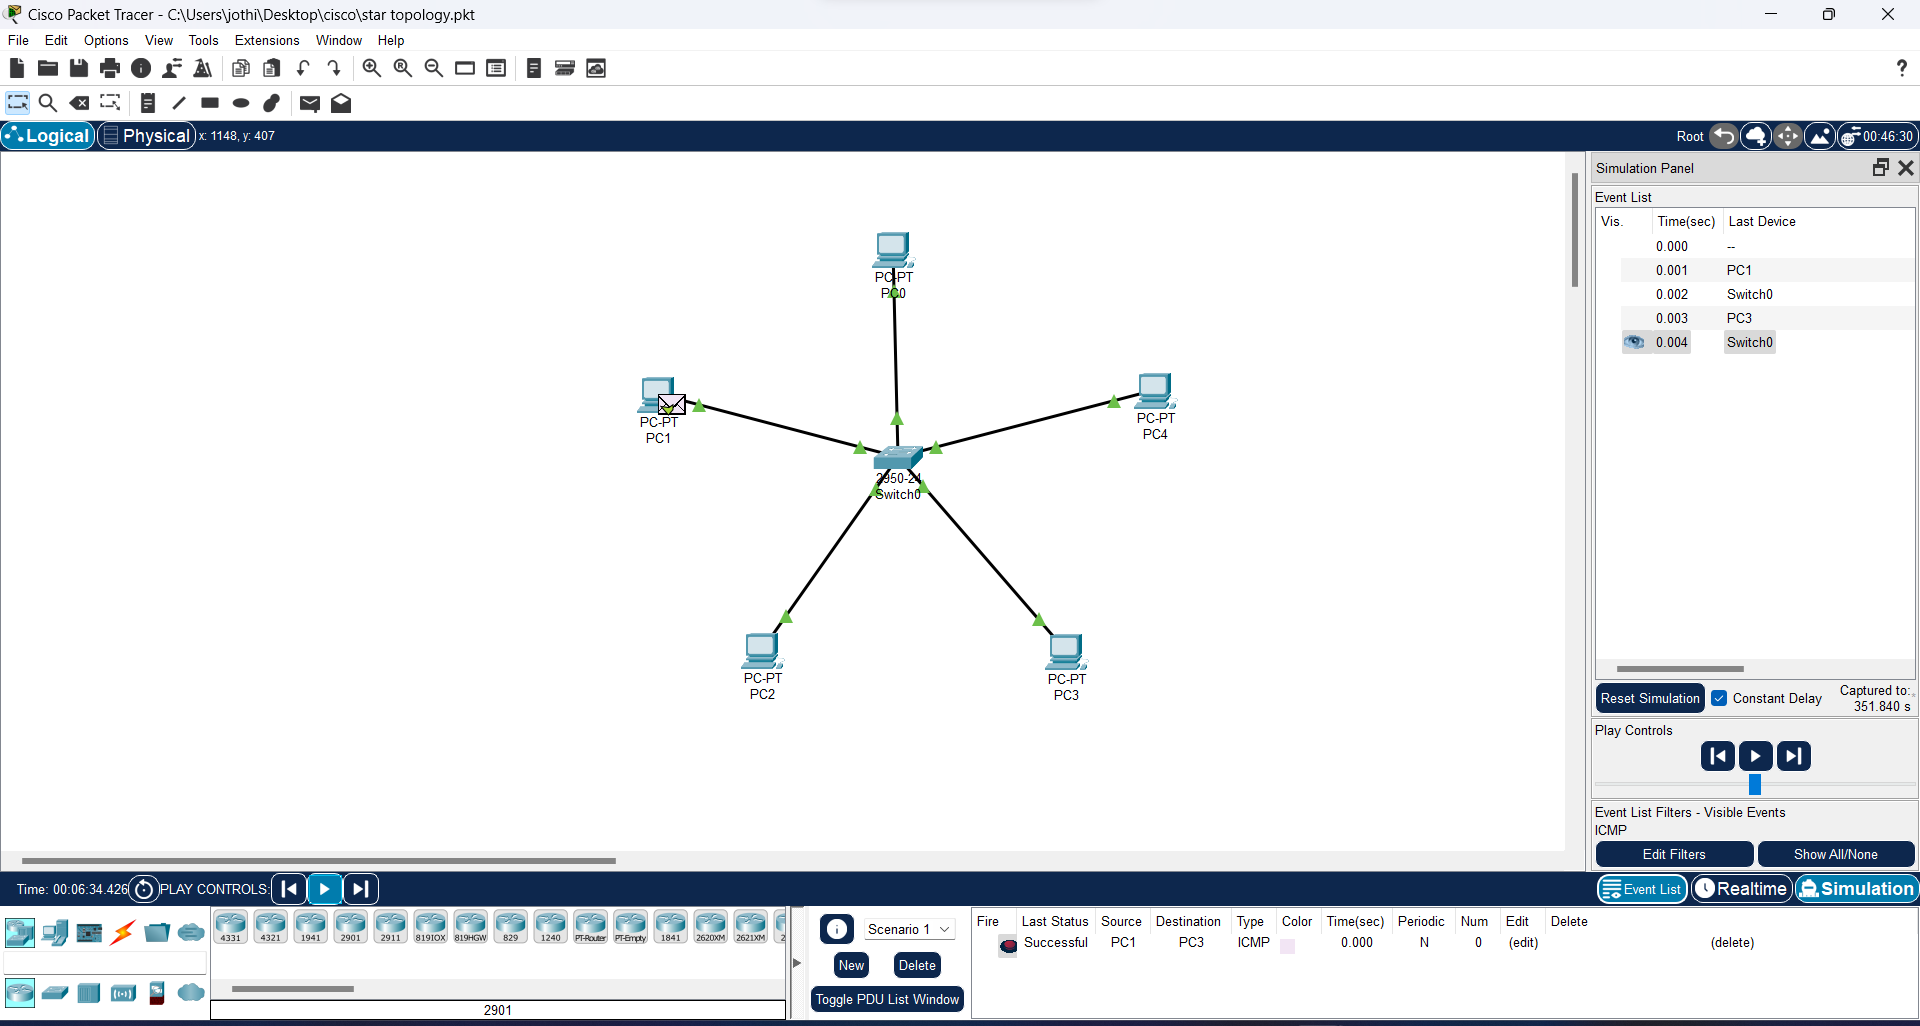 Cisco Packet Tracer - C:\Users\jothi\Desktop\cisco\star topology.pkt
File Edit Options View Tools Extensions Window Help
?
Logical Physical x: 1148, y: 407 Root 00:46:30
Simulation Panel
Event List
Vis. Time(sec) Last Device
0.000 --
0.001 PC1
0.002 Switch0
0.003 PC3
0.004 Switch0
PC-PT
PC0
PC-PT
PC1
PC-PT
PC4
2950-24
Switch0
PC-PT
PC2
PC-PT
PC3
Reset Simulation Constant Delay Captured to:
351.840 s
Play Controls
Event List Filters - Visible Events
ICMP
Edit Filters Show All/None
Time: 00:06:34.426 PLAY CONTROLS: Event List Realtime Simulation
4331 4321 1941 2901 2911 819IOX 819HGW 829 1240 PT-Router PT-Empty 1841 2620XM 2621XM 2
2901
Scenario 1
New Delete
Toggle PDU List Window
Fire Last Status Source Destination Type Color Time(sec) Periodic Num Edit Delete
Successful PC1 PC3 ICMP 0.000 N 0 (edit) (delete)